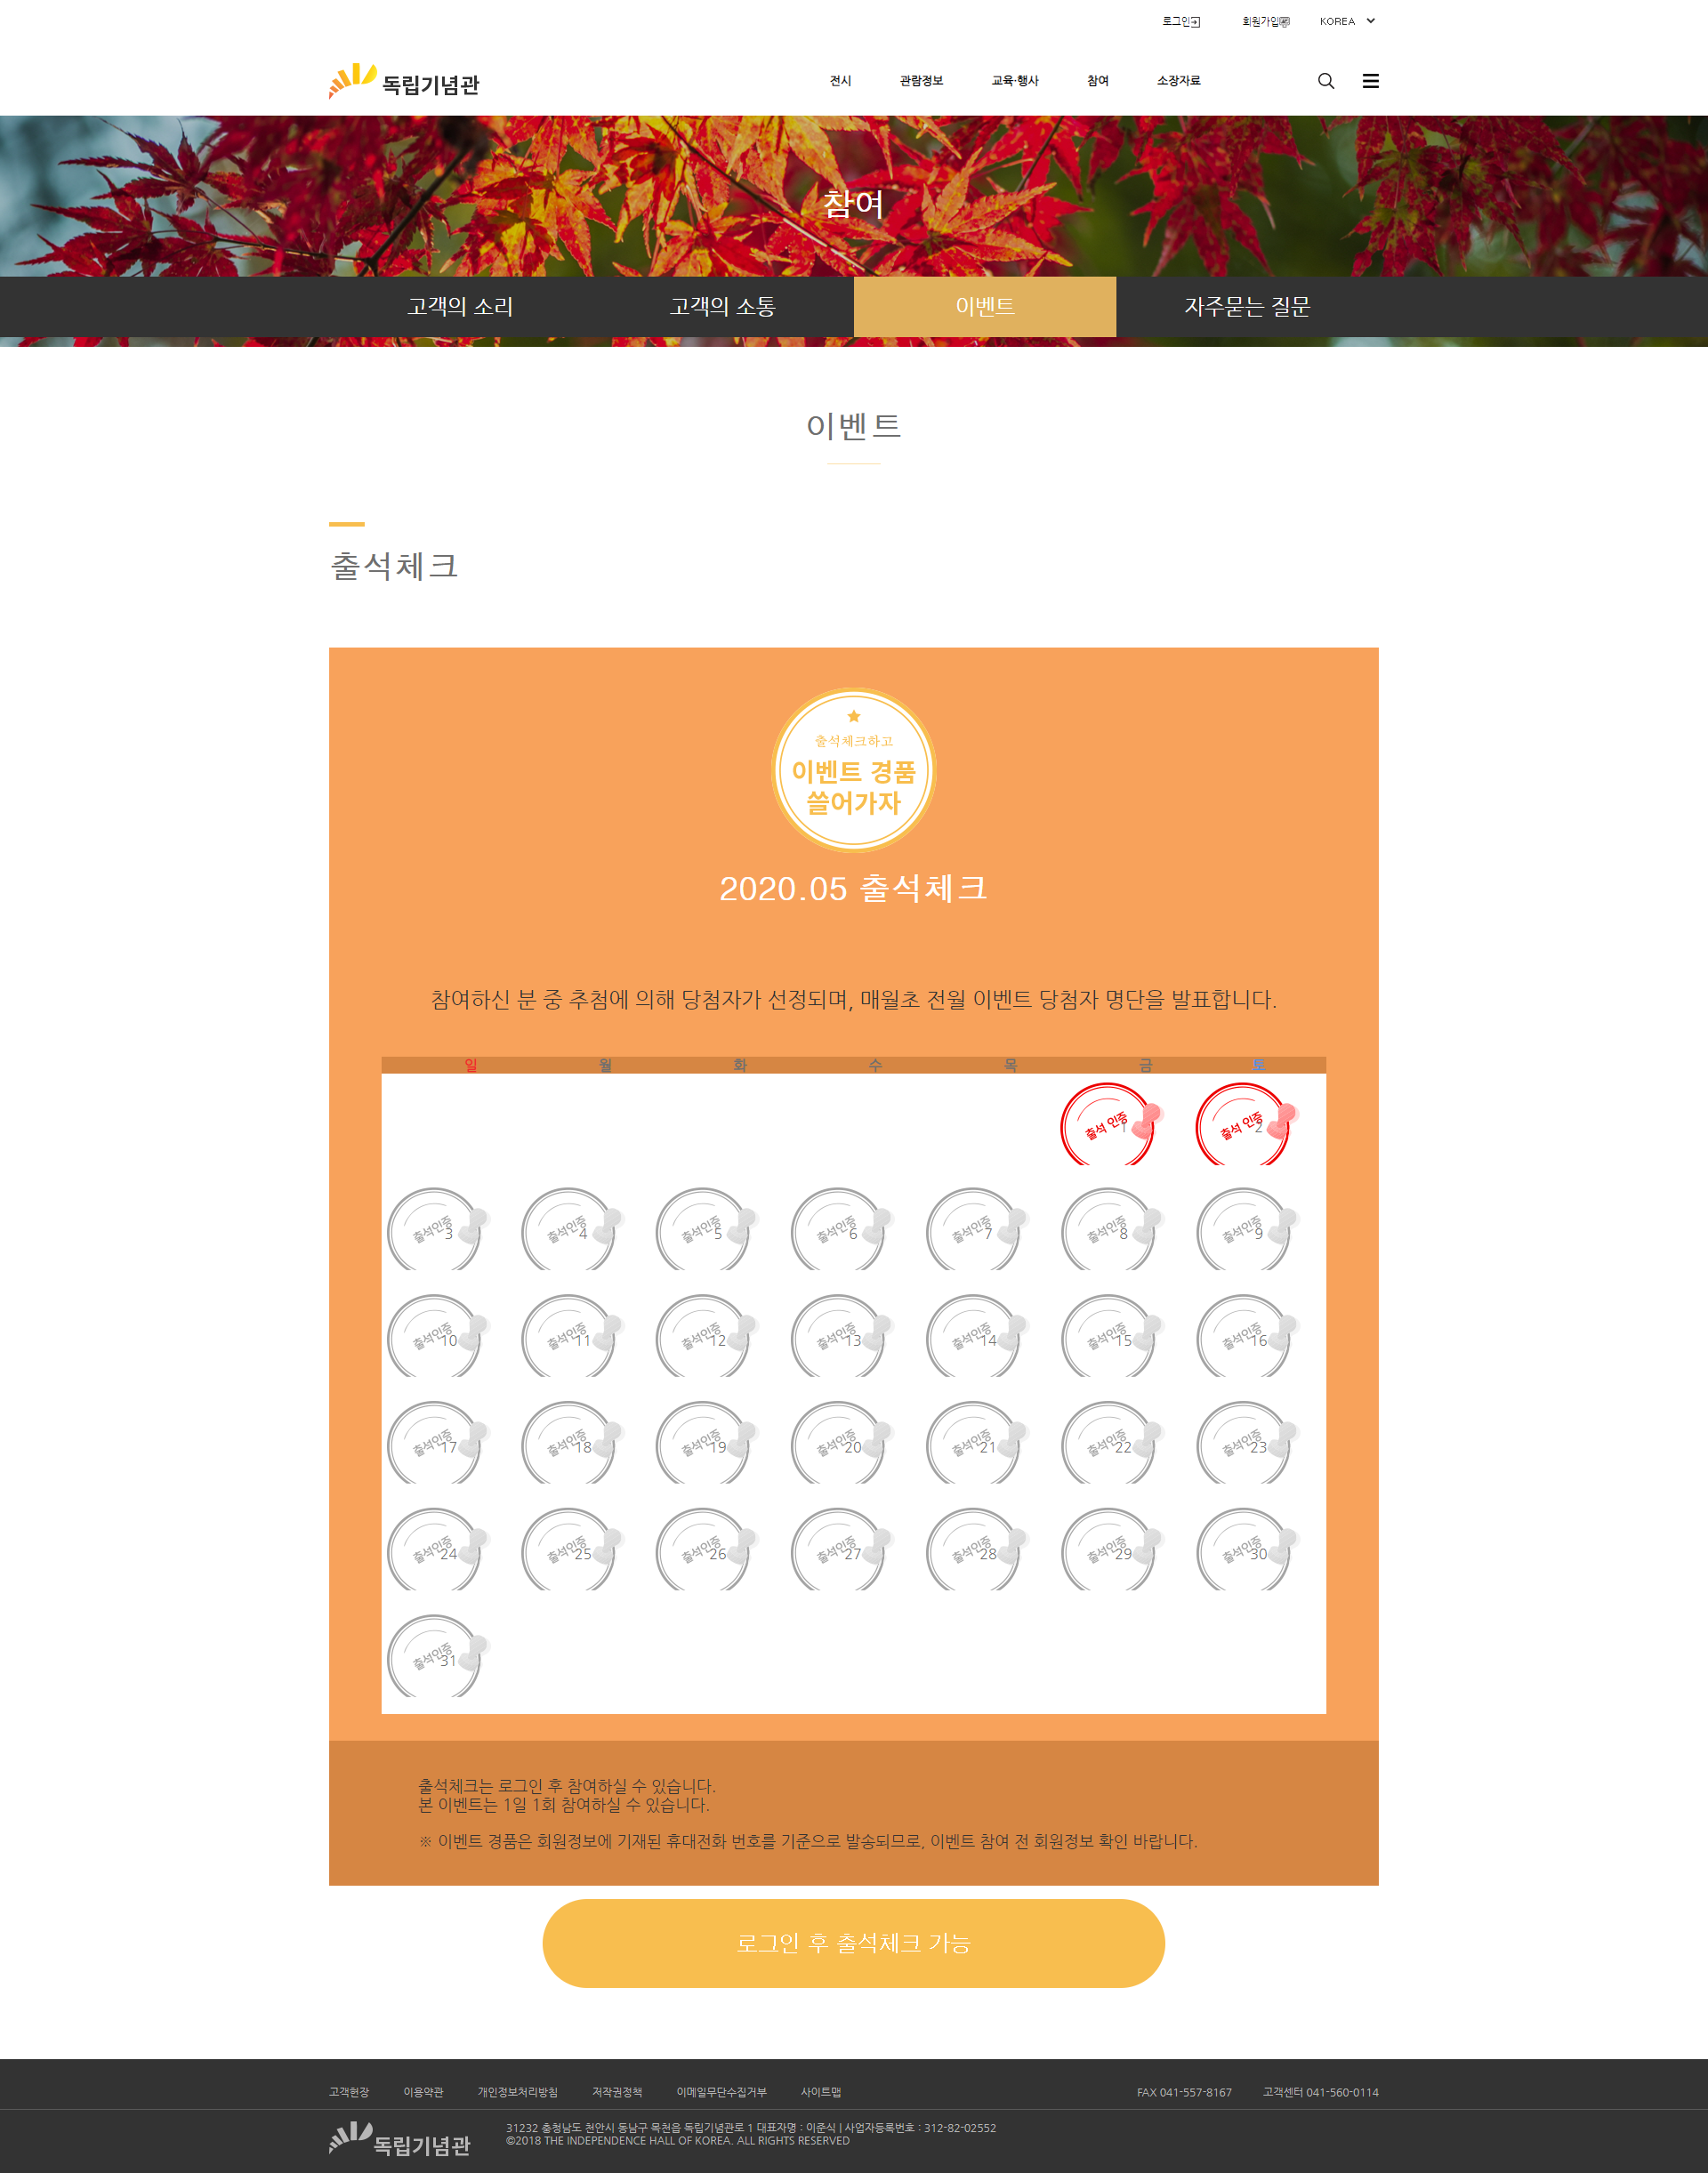 로그인 회원가입 KOREA
독립기념관 전시 관람정보 교육·행사 참여 소장자료
참여
고객의 소리 고객의 소통 이벤트 자주묻는 질문
이벤트
출석체크
출석체크하고
이벤트 경품
쓸어가자
2020.05 출석체크
참여하신 분 중 추첨에 의해 당첨자가 선정되며, 매월초 전월 이벤트 당첨자 명단을 발표합니다.
일 월 화 수 목 금 토
출석 인증 1 출석 인증 2
출석인증 3 출석인증 4 출석인증 5 출석인증 6 출석인증 7 출석인증 8 출석인증 9
출석인증 10 출석인증 11 출석인증 12 출석인증 13 출석인증 14 출석인증 15 출석인증 16
출석인증 17 출석인증 18 출석인증 19 출석인증 20 출석인증 21 출석인증 22 출석인증 23
출석인증 24 출석인증 25 출석인증 26 출석인증 27 출석인증 28 출석인증 29 출석인증 30
출석인증 31
출석체크는 로그인 후 참여하실 수 있습니다.
본 이벤트는 1일 1회 참여하실 수 있습니다.
※ 이벤트 경품은 회원정보에 기재된 휴대전화 번호를 기준으로 발송되므로, 이벤트 참여 전 회원정보 확인 바랍니다.
로그인 후 출석체크 가능
고객헌장 이용약관 개인정보처리방침 저작권정책 이메일무단수집거부 사이트맵 FAX 041-557-8167 고객센터 041-560-0114
독립기념관 31232 충청남도 천안시 동남구 목천읍 독립기념관로 1 대표자명 : 이준식 | 사업자등록번호 : 312-82-02552
©2018 THE INDEPENDENCE HALL OF KOREA. ALL RIGHTS RESERVED